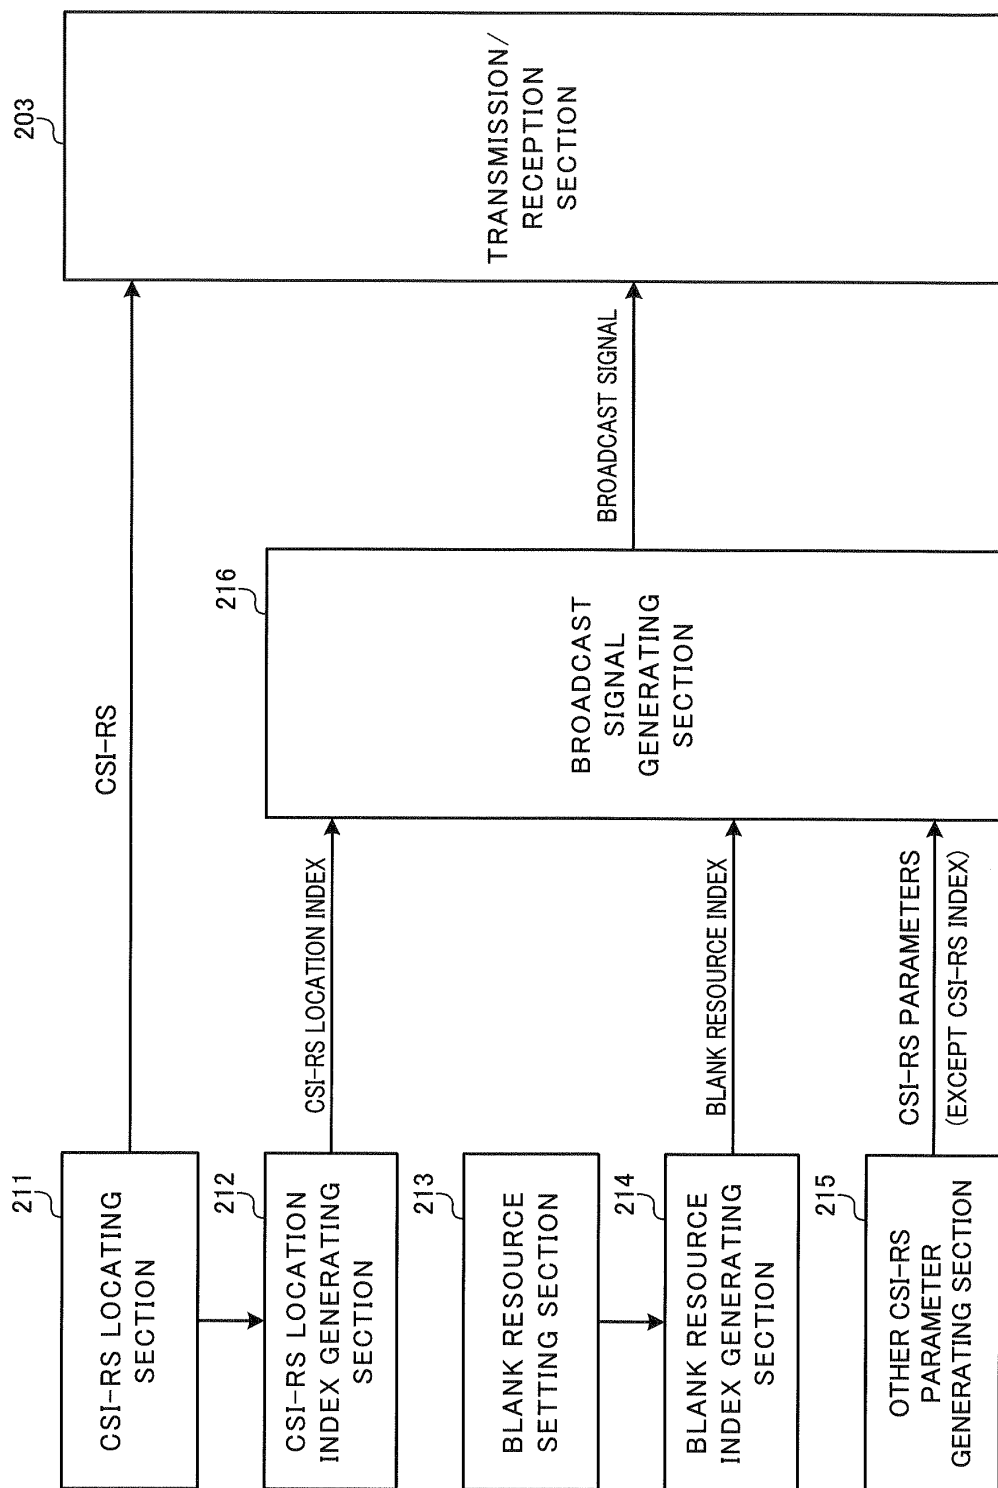 211
CSI-RS LOCATING
SECTION
CSI-RS
203
TRANSMISSION/
RECEPTION
SECTION
212
CSI-RS LOCATION
INDEX GENERATING
SECTION
CSI-RS LOCATION INDEX
216
BROADCAST
SIGNAL
GENERATING
SECTION
BROADCAST SIGNAL
213
BLANK RESOURCE
SETTING SECTION
214
BLANK RESOURCE
INDEX GENERATING
SECTION
BLANK RESOURCE INDEX
215
OTHER CSI-RS
PARAMETER
GENERATING SECTION
CSI-RS PARAMETERS
(EXCEPT CSI-RS INDEX)